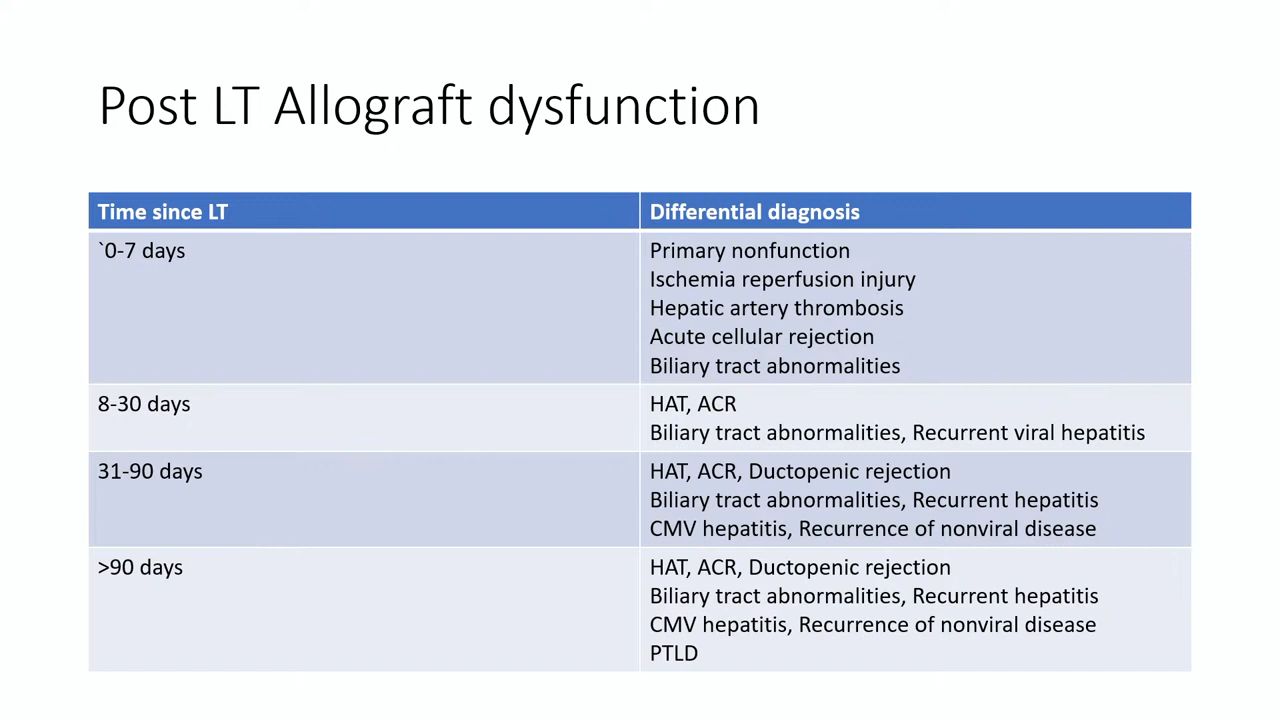 Post LT Allograft dysfunction
Time since LT
Differential diagnosis
`0-7 days
Primary nonfunction
Ischemia reperfusion injury
Hepatic artery thrombosis
Acute cellular rejection
Biliary tract abnormalities
8-30 days
HAT, ACR
Biliary tract abnormalities, Recurrent viral hepatitis
31-90 days
HAT, ACR, Ductopenic rejection
Biliary tract abnormalities, Recurrent hepatitis
CMV hepatitis, Recurrence of nonviral disease
>90 days
HAT, ACR, Ductopenic rejection
Biliary tract abnormalities, Recurrent hepatitis
CMV hepatitis, Recurrence of nonviral disease
PTLD